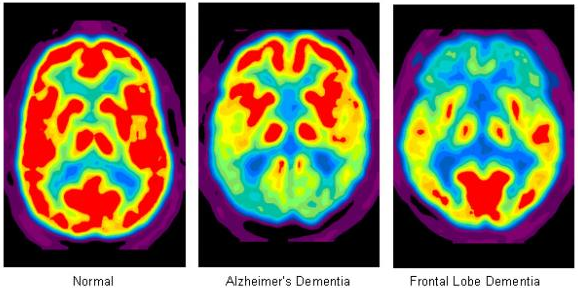 Normal
Alzheimer's Dementia
Frontal Lobe Dementia